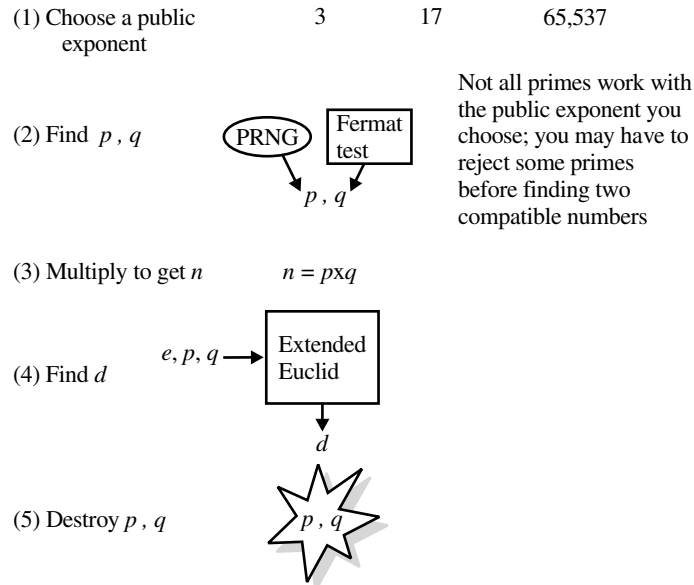 (1) Choose a public 3 17 65,537
exponent
Not all primes work with
the public exponent you
choose; you may have to
reject some primes
before finding two
compatible numbers
(2) Find p , q
PRNG
Fermat
test
p , q
(3) Multiply to get n n = pxq
(4) Find d
e, p, q
Extended
Euclid
d
(5) Destroy p , q
p , q